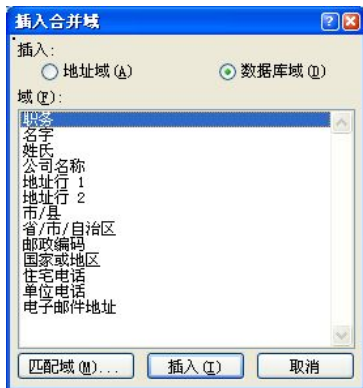 插入合并域
插入:
地址域(A) 数据库域(D)
域(F):
职务
名字
姓氏
公司名称
地址行 1
地址行 2
市/县
省/市/自治区
邮政编码
国家或地区
住宅电话
单位电话
电子邮件地址
匹配域(M)... 插入(I) 取消